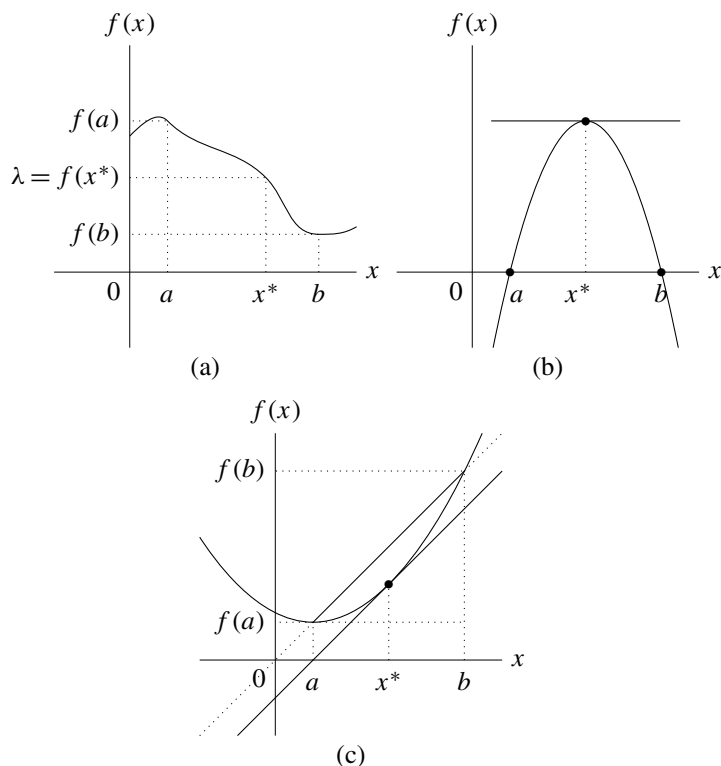 f(x)
f(a)
λ = f(x*)
f(b)
x
0
a
x*
b
(a)
f(x)
x
0
a
x*
b
(b)
f(x)
f(b)
f(a)
x
0
a
x*
b
(c)